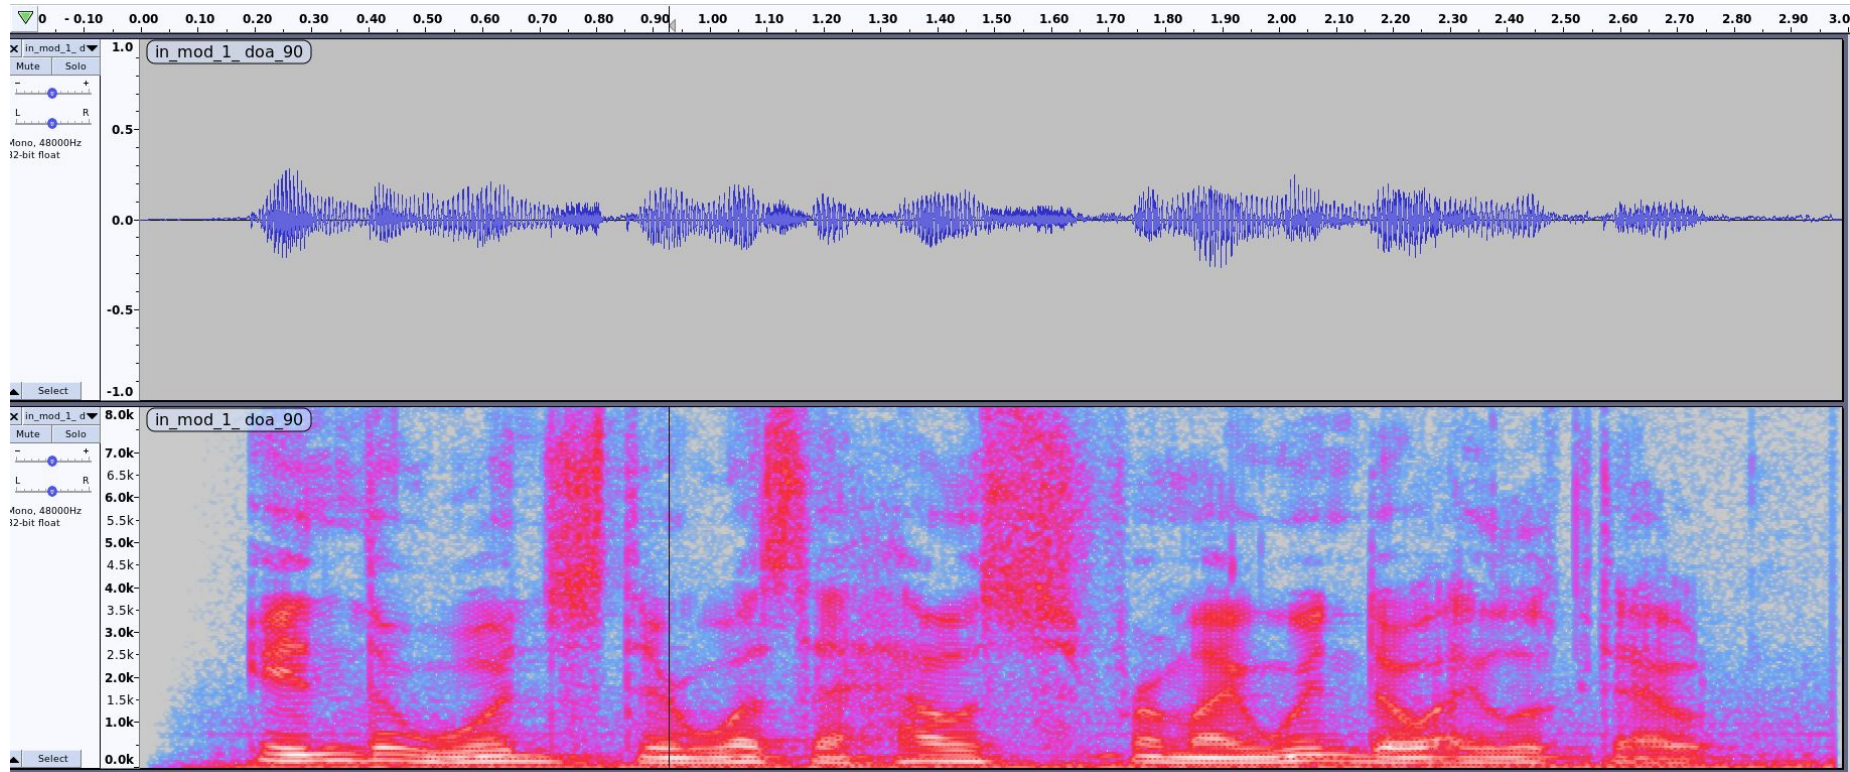 0 - 0.10 0.00 0.10 0.20 0.30 0.40 0.50 0.60 0.70 0.80 0.90 1.00 1.10 1.20 1.30 1.40 1.50 1.60 1.70 1.80 1.90 2.00 2.10 2.20 2.30 2.40 2.50 2.60 2.70 2.80 2.90 3.0
in_mod_1_ d
Mute Solo
- +
L R
Mono, 48000Hz
32-bit float
Select
1.0
0.5
0.0
-0.5
-1.0
in_mod_1_ doa_90
in_mod_1_ d
Mute Solo
- +
L R
Mono, 48000Hz
32-bit float
Select
8.0k
7.0k
6.5k
6.0k
5.5k
5.0k
4.5k
4.0k
3.5k
3.0k
2.5k
2.0k
1.5k
1.0k
0.0k
in_mod_1_ doa_90